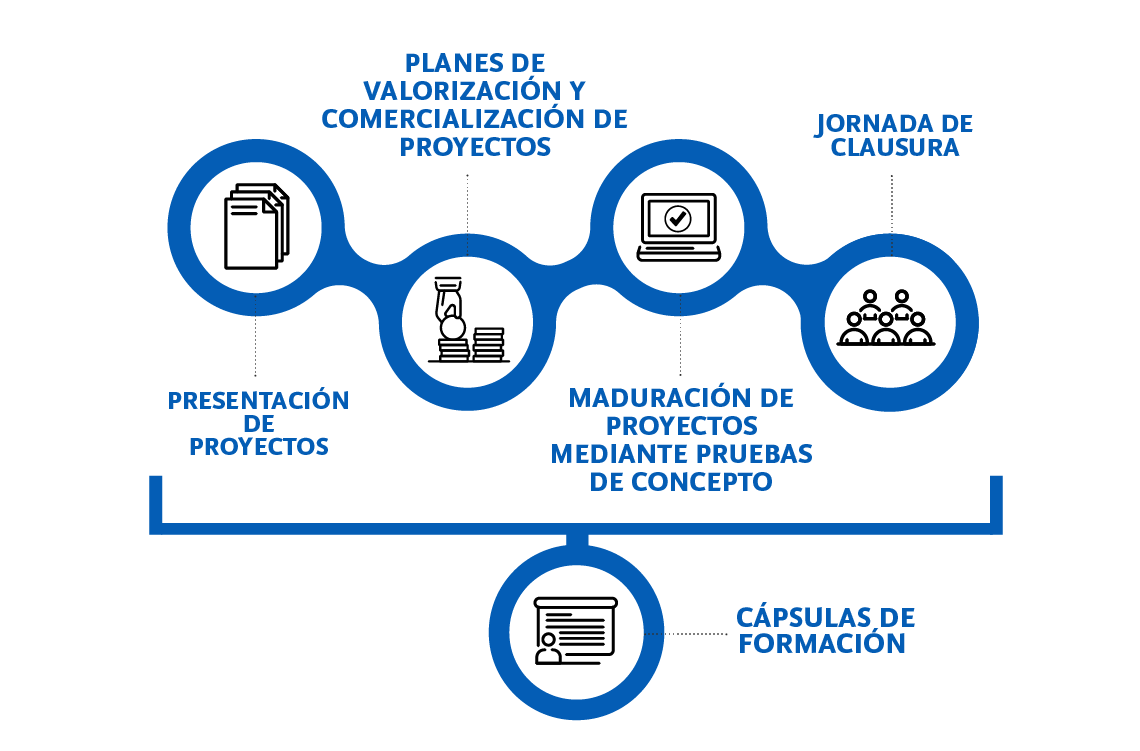 PLANES DE
VALORIZACIÓN Y
COMERCIALIZACIÓN DE
PROYECTOS
JORNADA DE
CLAUSURA
PRESENTACIÓN
DE
PROYECTOS
MADURACIÓN DE
PROYECTOS
MEDIANTE PRUEBAS
DE CONCEPTO
CÁPSULAS DE
FORMACIÓN